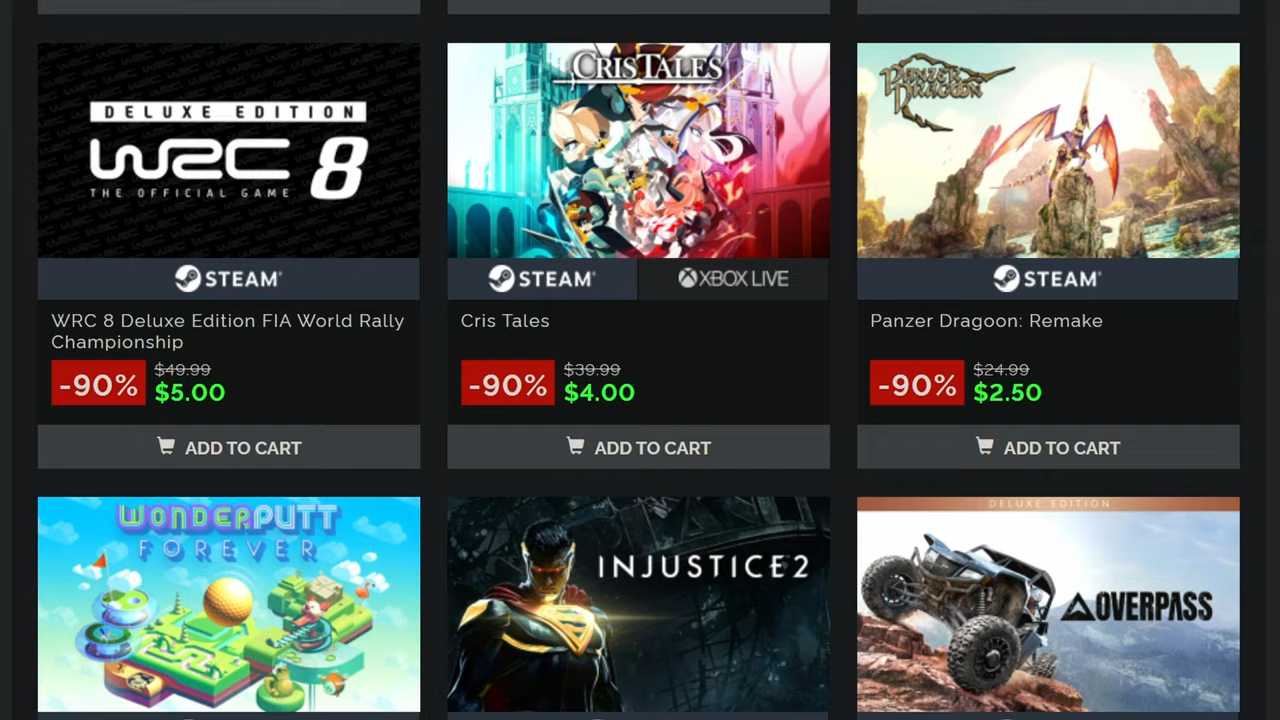 DELUXE EDITION
WRC 8
THE OFFICIAL GAME
CRIS TALES
PANZER
DRAGOON
STEAM
STEAM
XBOX LIVE
STEAM
WRC 8 Deluxe Edition FIA World Rally
Championship
-90%
$49.99
$5.00
ADD TO CART
Cris Tales
-90%
$39.99
$4.00
ADD TO CART
Panzer Dragoon: Remake
-90%
$24.99
$2.50
ADD TO CART
WONDERPUTT
FOREVER
INJUSTICE 2
DELUXE EDITION
OVERPASS